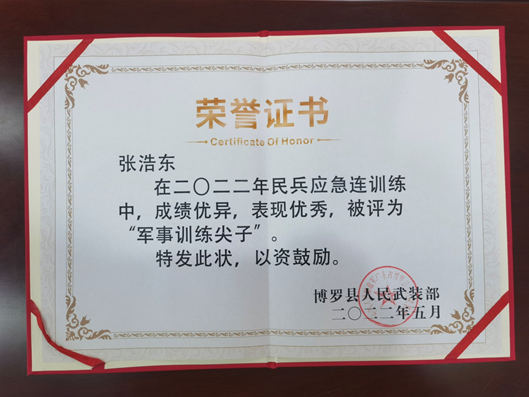 荣誉证书
Certificate Of Honor
张浩东
在二〇二二年民兵应急连训练
中，成绩优异，表现优秀，被评为
“军事训练尖子”。
特发此状，以资鼓励。
博罗县人民武装部
二〇二二年五月